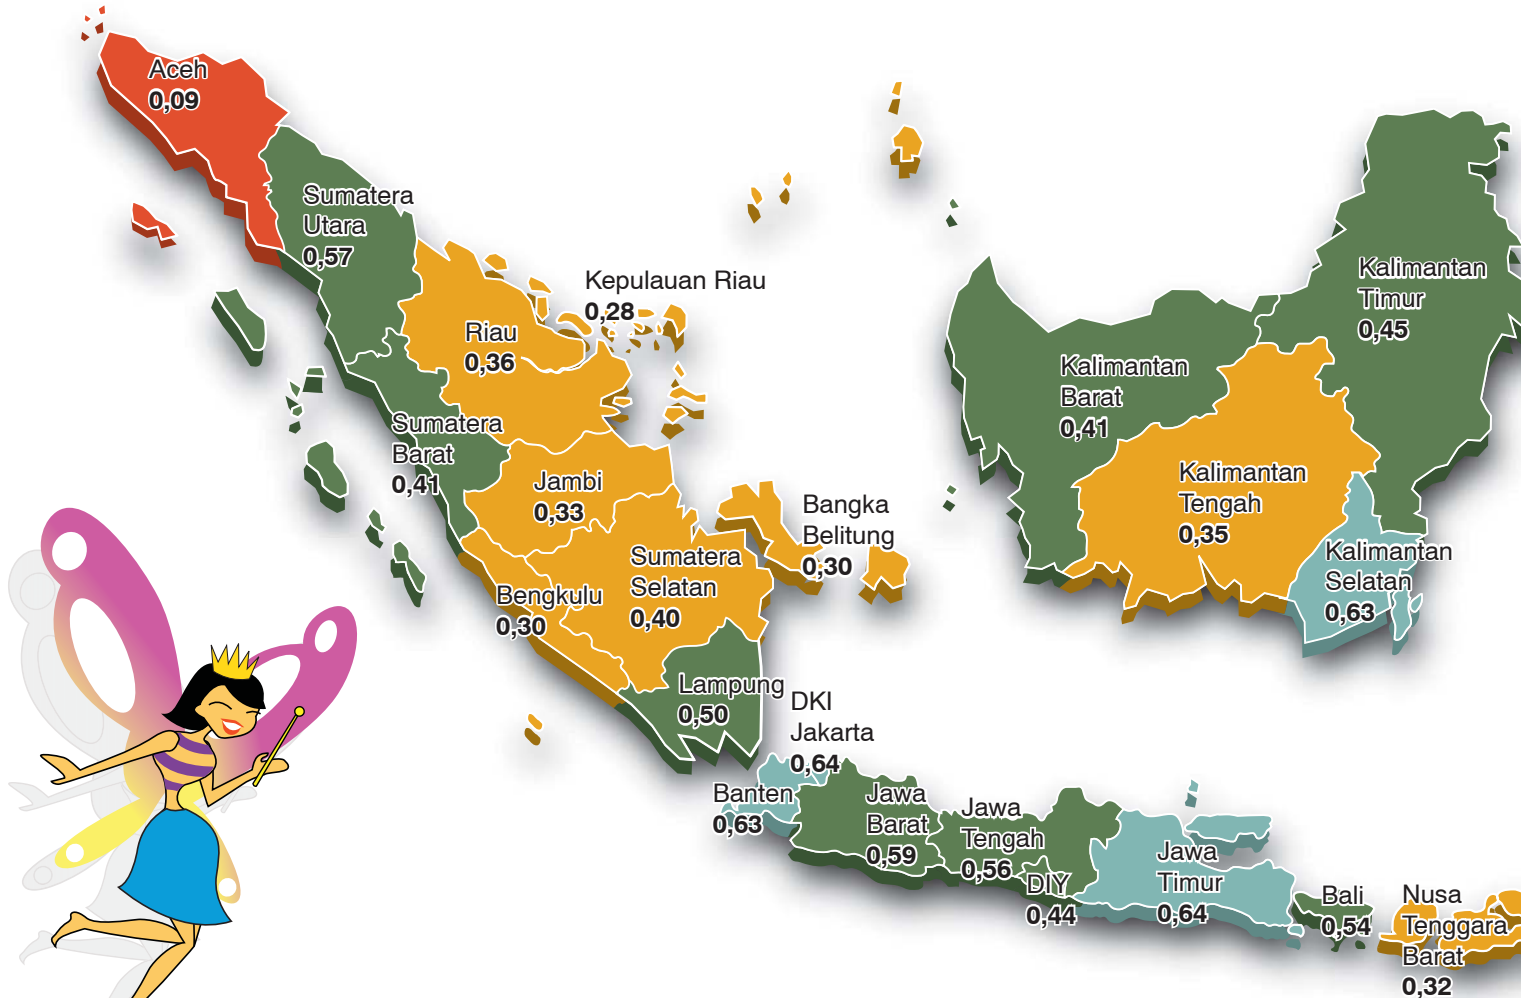 Aceh
0,09
Sumatera
Utara
0,57
Kepulauan Riau
0,28
Riau
0,36
Sumatera
Barat
0,41
Jambi
0,33
Bangka
Belitung
0,30
Sumatera
Selatan
0,40
Bengkulu
0,30
Lampung
0,50
DKI
Jakarta
0,64
Banten
0,63
Jawa
Barat
0,59
Jawa
Tengah
0,56
DIY
0,44
Jawa
Timur
0,64
Bali
0,54
Nusa
Tenggara
Barat
0,32
Kalimantan
Barat
0,41
Kalimantan
Tengah
0,35
Kalimantan
Timur
0,45
Kalimantan
Selatan
0,63